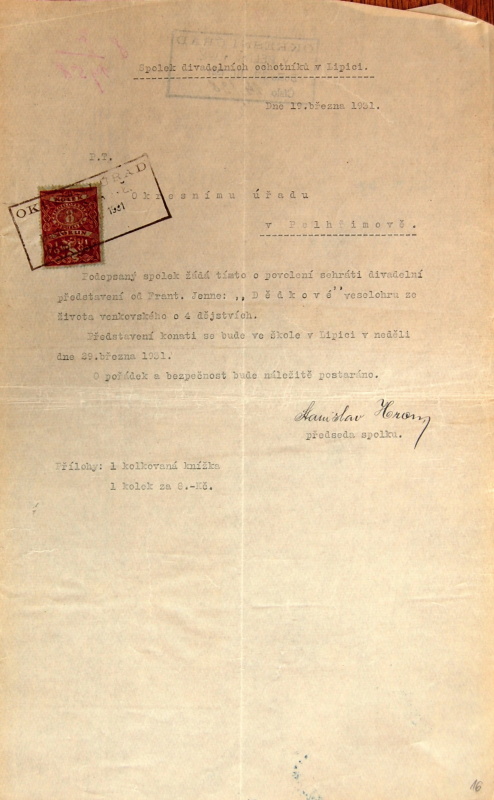 Spolek divadelních ochotníků v Lipici.
Dne 19.března 1931.
P.T.
Okresnímu úřadu
v Pelhřimově.
Podepsaný spolek žádá tímto o povolení sehráti divadelní
představení od Frant. Jenne: ,,Dědkové" veselohru ze
života venkovského o 4 dějstvích.
Představení konati se bude ve škole v Lipici v neděli
dne 29.března 1931.
O pořádek a bezpečnost bude náležitě postaráno.
Stanislav
předseda spolku.
Přílohy: 1 kolkovaná knížka
1 kolek za 8.-Kč.
16